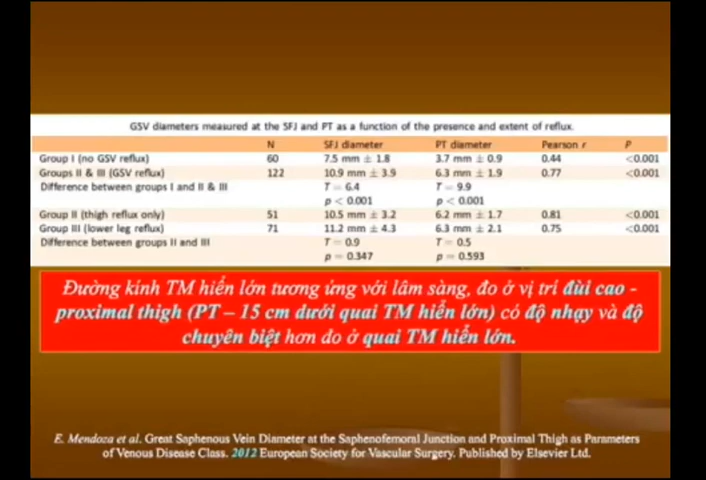 GSV diameters measured at the SFJ and PT as a function of the presence and extent of reflux.
N SFJ diameter PT diameter Pearson r P
Group I (no GSV reflux) 60 7.5 mm ± 1.8 3.7 mm ± 0.9 0.44 <0.001
Groups II & III (GSV reflux) 122 10.9 mm ± 3.9 6.3 mm ± 1.9 0.77 <0.001
Difference between groups I and II & III T = 6.4 T = 9.9
p < 0.001 p < 0.001
Group II (thigh reflux only) 51 10.5 mm ± 3.2 6.2 mm ± 1.7 0.81 <0.001
Group III (lower leg reflux) 71 11.2 mm ± 4.3 6.3 mm ± 2.1 0.75 <0.001
Difference between groups II and III T = 0.9 T = 0.5
p = 0.347 p = 0.593
Đường kính TM hiển lớn tương ứng với lâm sàng, đo ở vị trí đùi cao -
proximal thigh (PT – 15 cm dưới quai TM hiển lớn) có độ nhạy và độ
chuyên biệt hơn đo ở quai TM hiển lớn.
E. Mendoza et al. Great Saphenous Vein Diameter at the Saphenofemoral Junction and Proximal Thigh as Parameters
of Venous Disease Class. 2012 European Society for Vascular Surgery. Published by Elsevier Ltd.